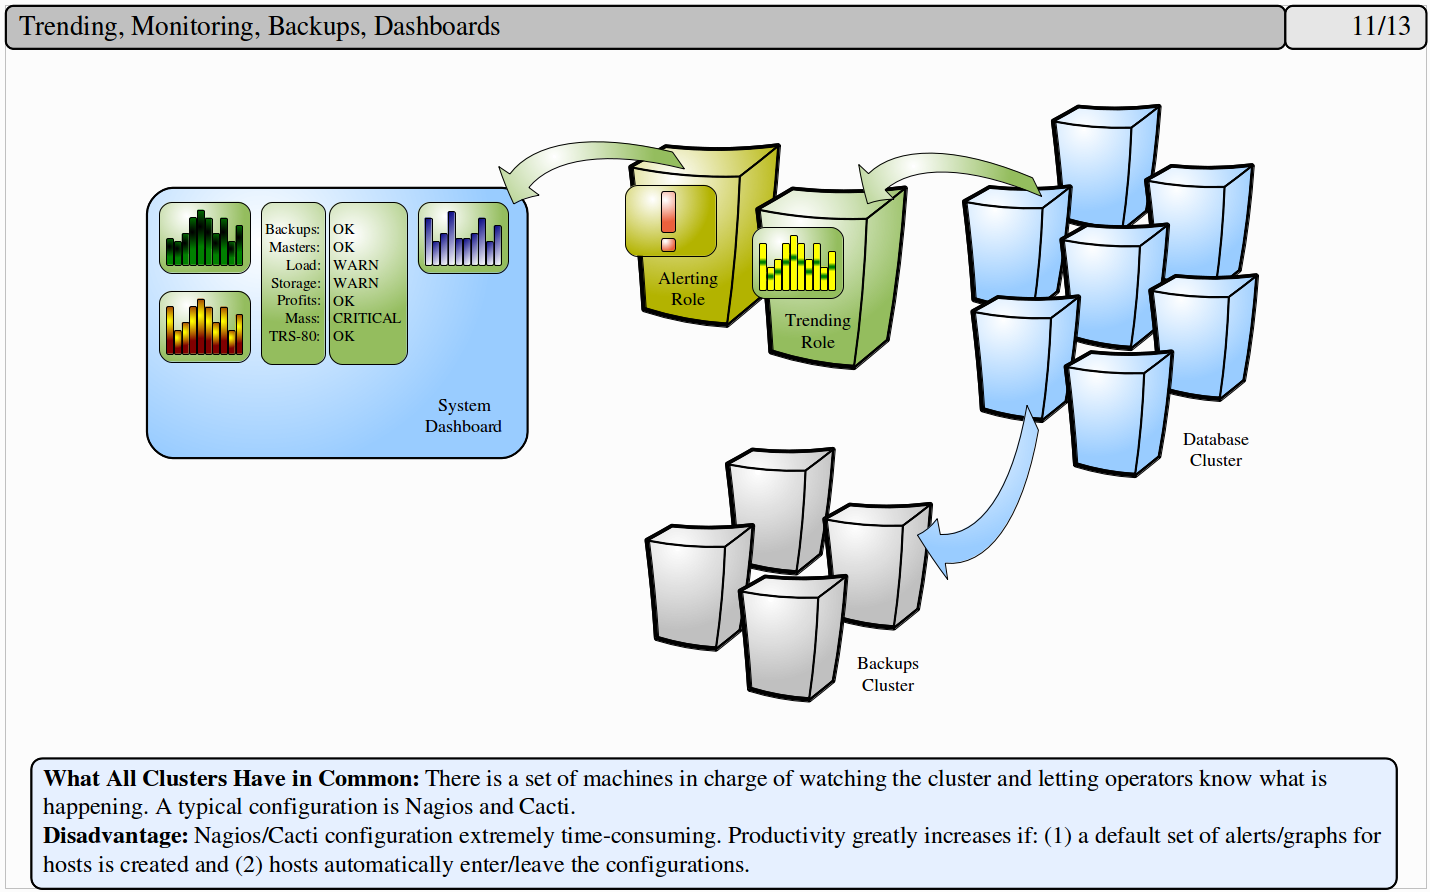 Trending, Monitoring, Backups, Dashboards
11/13
Backups: OK
Masters: OK
Load: WARN
Storage: WARN
Profits: OK
Mass: CRITICAL
TRS-80: OK
System
Dashboard
Alerting
Role
Trending
Role
Database
Cluster
Backups
Cluster
What All Clusters Have in Common: There is a set of machines in charge of watching the cluster and letting operators know what is
happening. A typical configuration is Nagios and Cacti.
Disadvantage: Nagios/Cacti configuration extremely time-consuming. Productivity greatly increases if: (1) a default set of alerts/graphs for
hosts is created and (2) hosts automatically enter/leave the configurations.